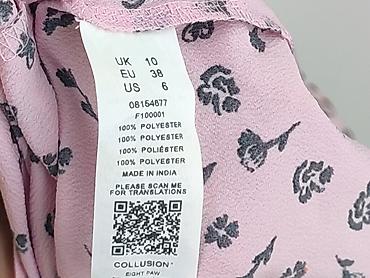 UK 10
EU 38
US 6
08154677
F100001
100% POLYESTER
100% POLYESTER
100% POLIÉSTER
100% POLYESTER
MADE IN INDIA
PLEASE SCAN ME
FOR TRANSLATIONS
COLLUSION
EIGHT PAW